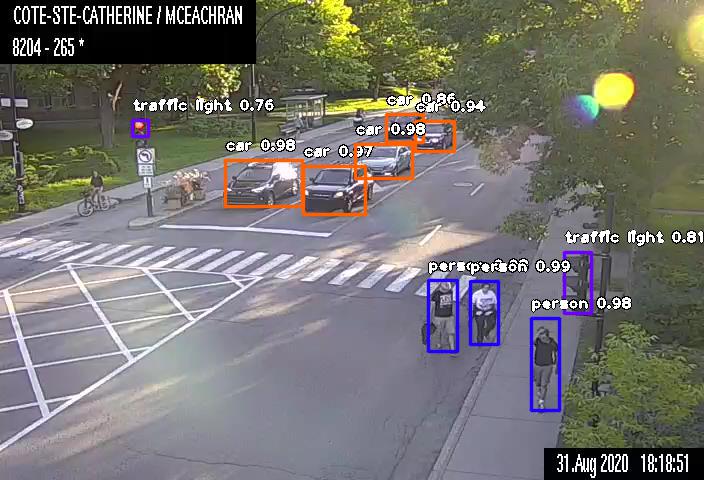 COTE-STE-CATHERINE / MCEACHRAN
8204 - 265 *
car 0.86
car 0.94
traffic light 0.76
car 0.98
car 0.98
car 0.97
traffic light 0.81
person 0.99
person 0.98
31.Aug 2020 18:18:51